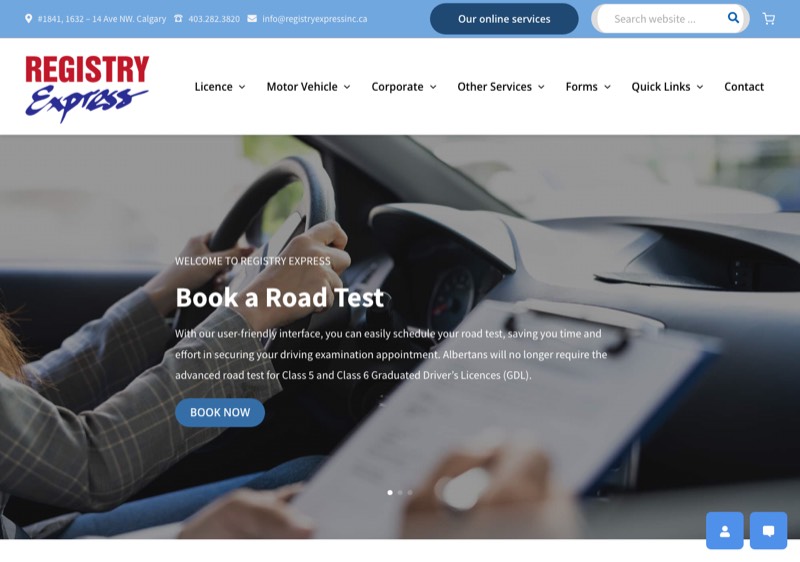 #1841, 1632 – 14 Ave NW. Calgary 403.282.3820 info@registryexpressinc.ca Our online services Search website ...
REGISTRY
Express
Licence Motor Vehicle Corporate Other Services Forms Quick Links Contact
WELCOME TO REGISTRY EXPRESS
Book a Road Test
With our user-friendly interface, you can easily schedule your road test, saving you time and
effort in securing your driving examination appointment. Albertans will no longer require the
advanced road test for Class 5 and Class 6 Graduated Driver's Licences (GDL).
BOOK NOW